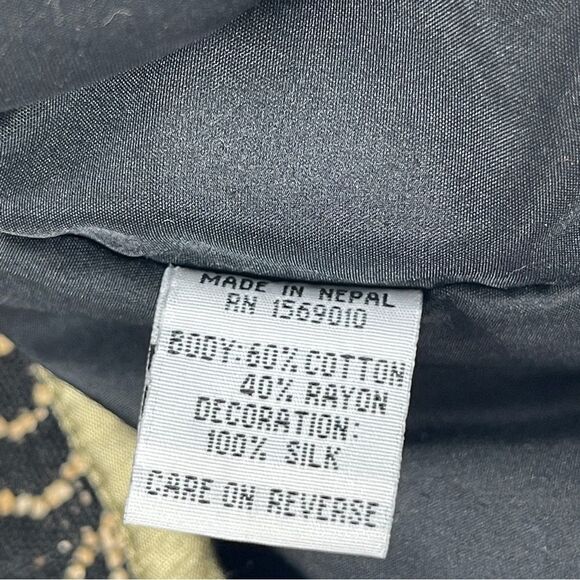 MADE IN NEPAL
RN 1569010
BODY:60% COTTON
40% RAYON
DECORATION:
100% SILK
CARE ON REVERSE